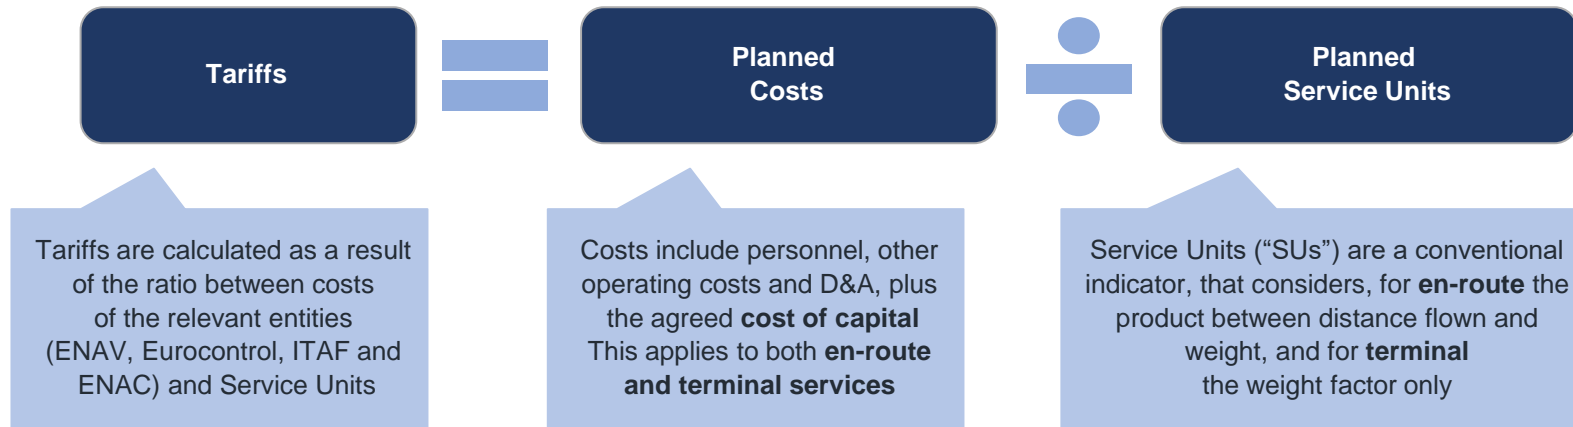 Tariffs
Planned
Costs
Planned
Service Units
Tariffs are calculated as a result
of the ratio between costs
of the relevant entities
(ENAV, Eurocontrol, ITAF and
ENAC) and Service Units
Costs include personnel, other
operating costs and D&A, plus
the agreed cost of capital
This applies to both en-route
and terminal services
Service Units (“SUs”) are a conventional
indicator, that considers, for en-route the
product between distance flown and
weight, and for terminal
the weight factor only